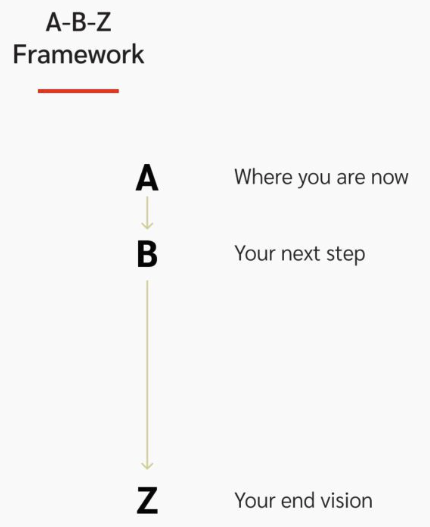 A-B-Z
Framework
A Where you are now
B Your next step
Z Your end vision